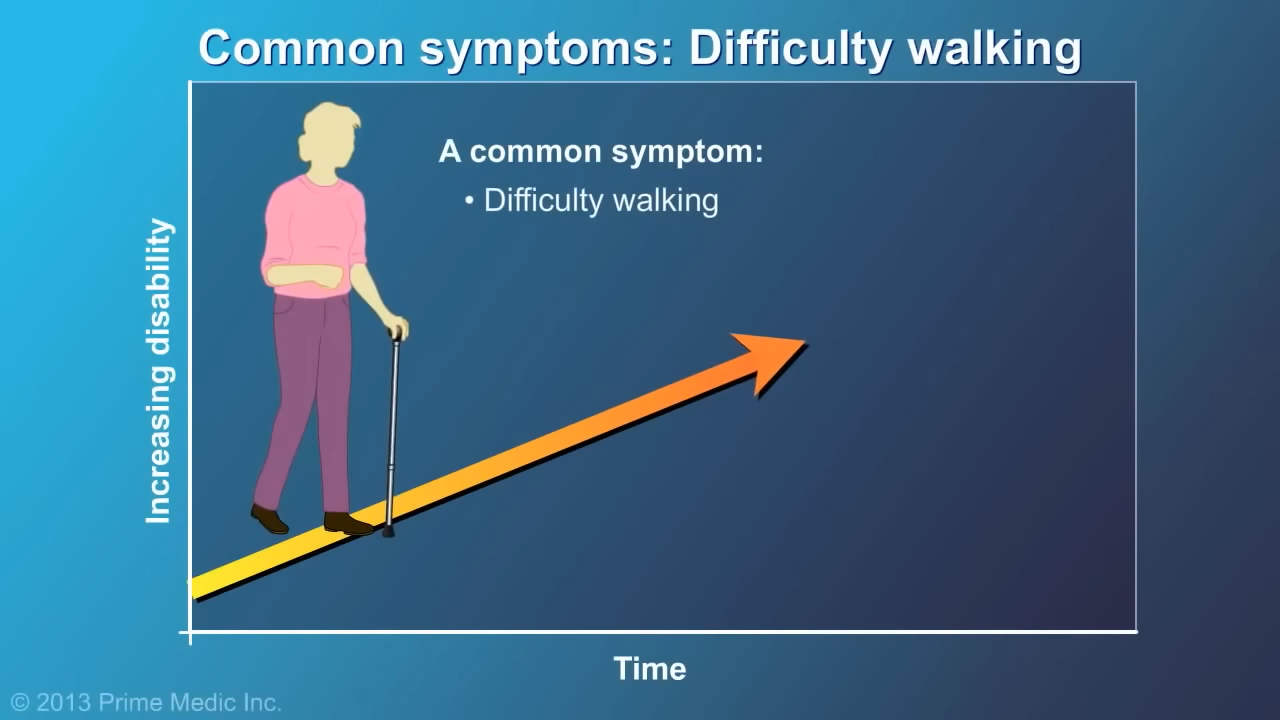 Common symptoms: Difficulty walking
A common symptom:
• Difficulty walking
Increasing disability
Time
© 2013 Prime Medic Inc.